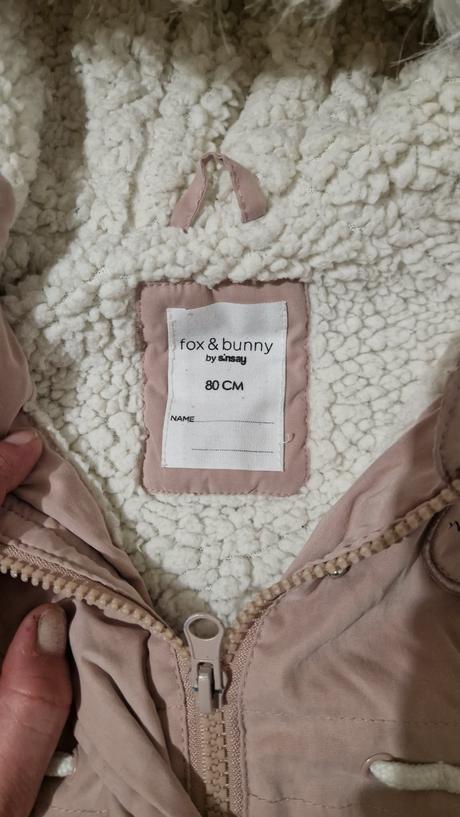 fox & bunny
by sinsay
80 CM
NAME